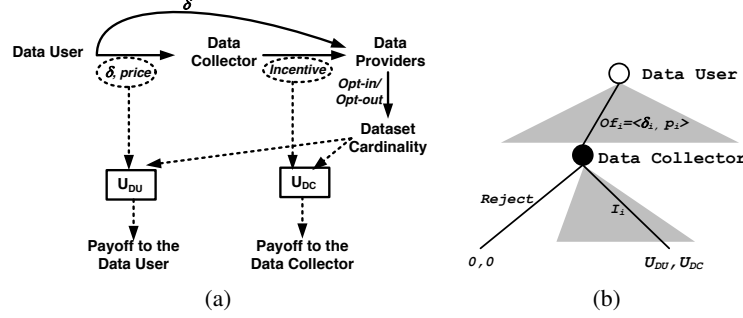 δ
Data User
Data
Collector
Data
Providers
δ, price
Incentive
Opt-in/
Opt-out
Dataset
Cardinality
U_DU
U_DC
Payoff to the
Data User
Payoff to the
Data Collector
(a)
Data User
Of_i=<δ_i, p_i>
Data Collector
Reject
I_i
0,0
U_DU, U_DC
(b)